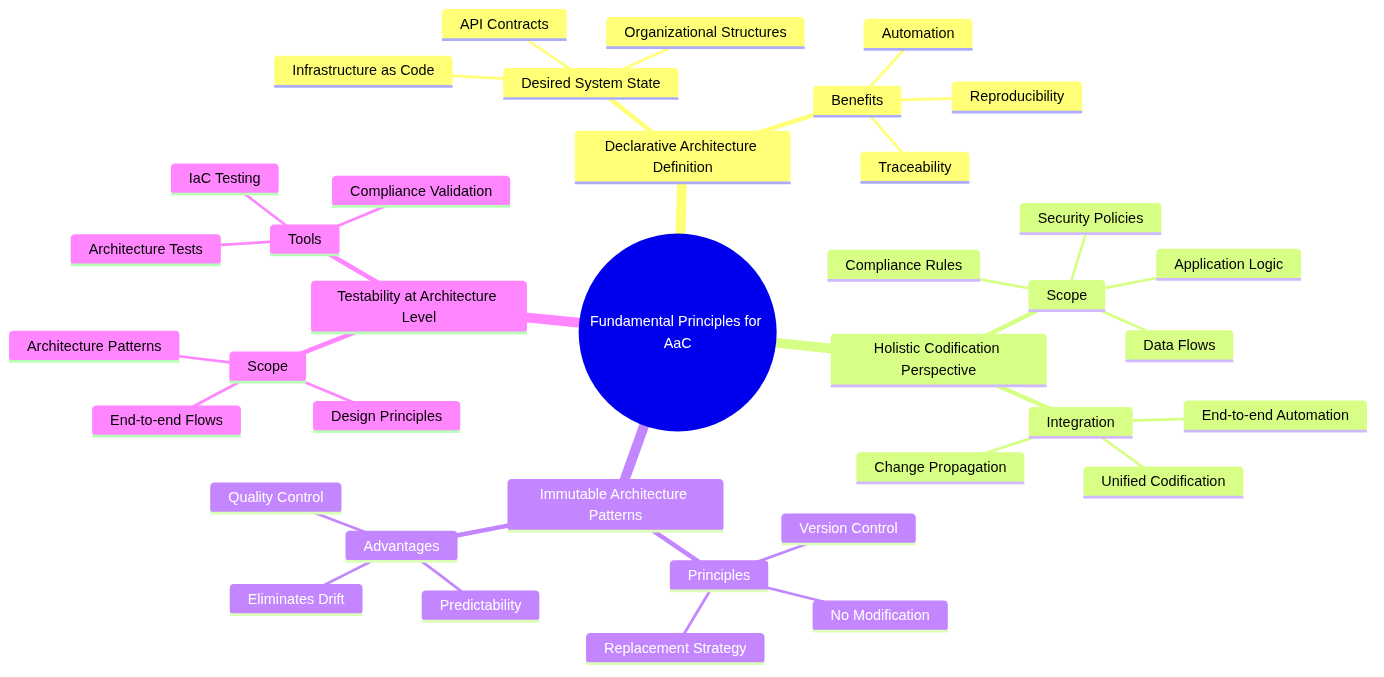 Fundamental Principles for
AaC
Declarative Architecture
Definition
Desired System State
Infrastructure as Code
API Contracts
Organizational Structures
Benefits
Automation
Reproducibility
Traceability
Holistic Codification
Perspective
Scope
Compliance Rules
Security Policies
Application Logic
Data Flows
Integration
End-to-end Automation
Change Propagation
Unified Codification
Immutable Architecture
Patterns
Principles
Version Control
No Modification
Replacement Strategy
Advantages
Quality Control
Eliminates Drift
Predictability
Testability at Architecture
Level
Tools
IaC Testing
Compliance Validation
Architecture Tests
Scope
Architecture Patterns
End-to-end Flows
Design Principles